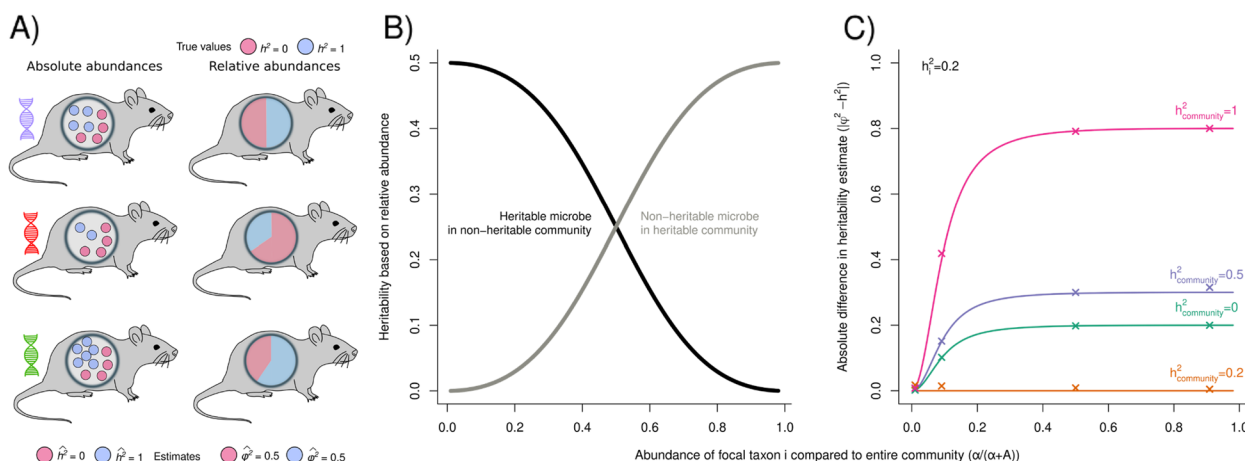 A)
True values h² = 0 h² = 1
Absolute abundances Relative abundances
ĥ² = 0 ĥ² = 1 Estimates φ̂² = 0.5 φ̂² = 0.5
B)
Heritability based on relative abundance
0.5
0.4
0.3
0.2
0.1
0.0
Heritable microbe
in non−heritable community
Non−heritable microbe
in heritable community
0.0 0.2 0.4 0.6 0.8 1.0
C)
Absolute difference in heritability estimate (|φ² −h²|)
1.0
0.8
0.6
0.4
0.2
0.0
h²i=0.2
h²community=1
h²community=0.5
h²community=0
h²community=0.2
0.0 0.2 0.4 0.6 0.8 1.0
Abundance of focal taxon i compared to entire community (α/(α+A))